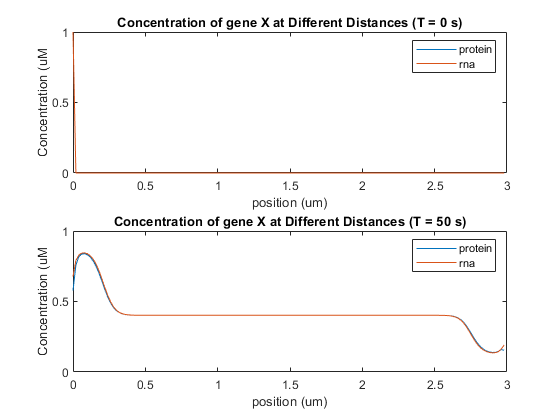 Concentration of gene X at Different Distances (T = 0 s)
1
0.5
0
Concentration (uM
protein
rna
0 0.5 1 1.5 2 2.5 3
position (um)
Concentration of gene X at Different Distances (T = 50 s)
1
0.5
0
Concentration (uM
protein
rna
0 0.5 1 1.5 2 2.5 3
position (um)